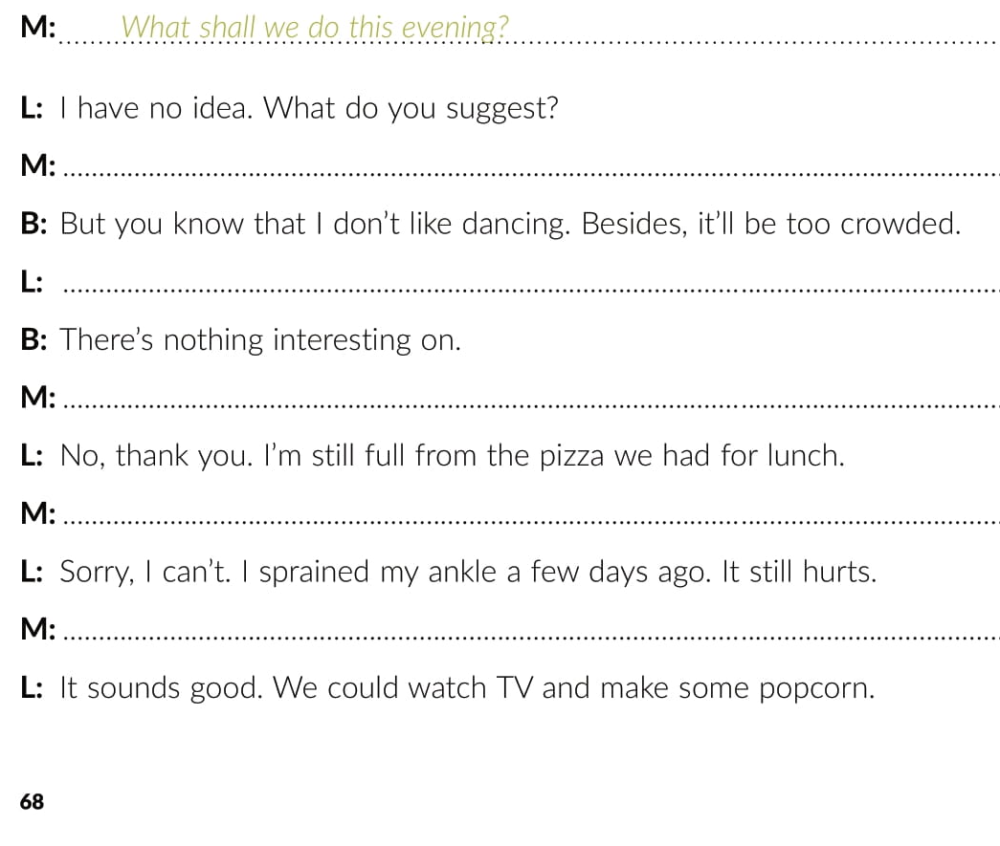 M: What shall we do this evening?
L: I have no idea. What do you suggest?
M:
B: But you know that I don't like dancing. Besides, it'll be too crowded.
L:
B: There's nothing interesting on.
M:
L: No, thank you. I'm still full from the pizza we had for lunch.
M:
L: Sorry, I can't. I sprained my ankle a few days ago. It still hurts.
M:
L: It sounds good. We could watch TV and make some popcorn.
68